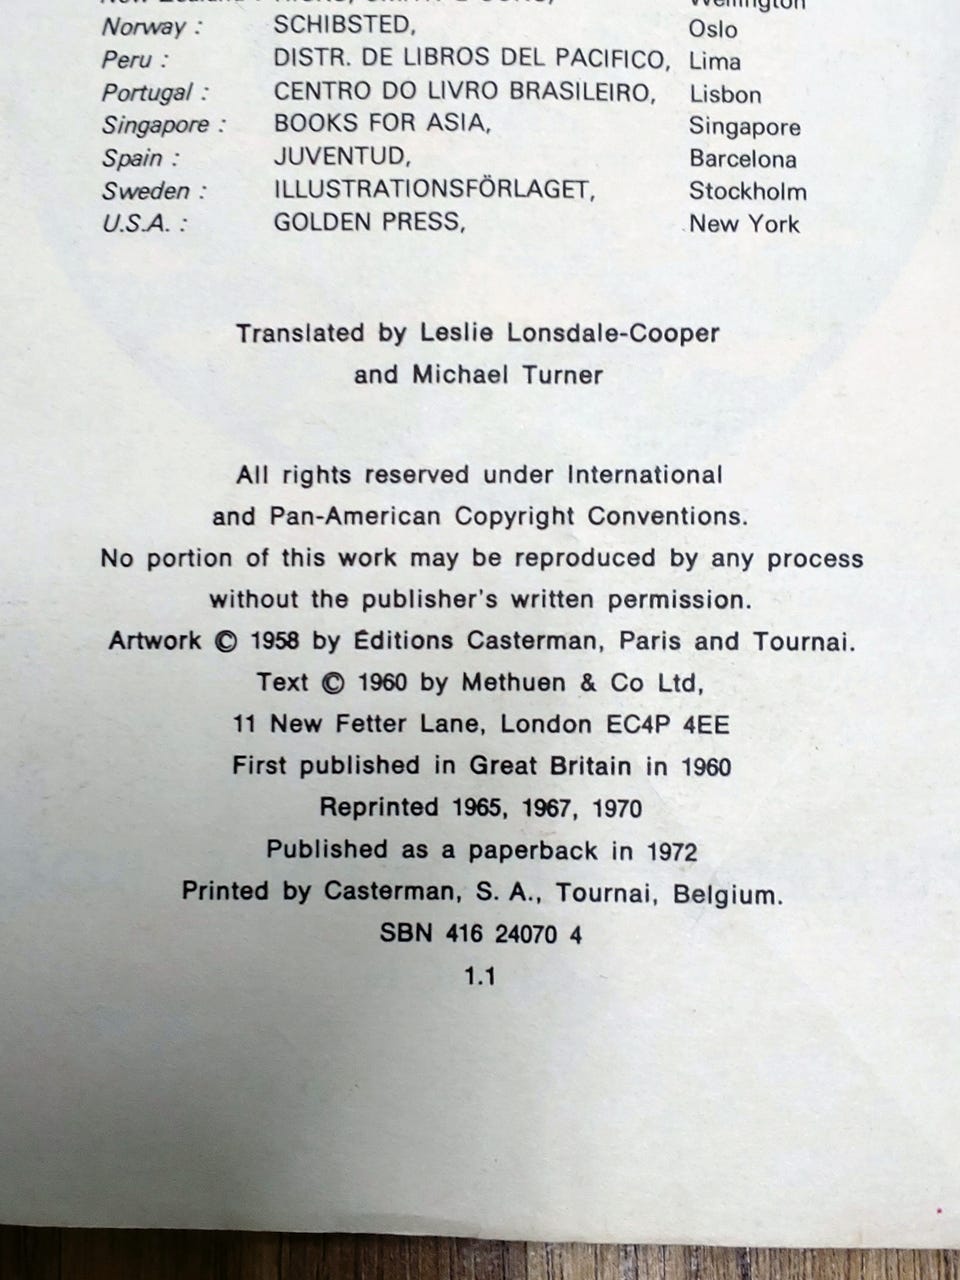 Wellington
Norway : SCHIBSTED, Oslo
Peru : DISTR. DE LIBROS DEL PACIFICO, Lima
Portugal : CENTRO DO LIVRO BRASILEIRO, Lisbon
Singapore : BOOKS FOR ASIA, Singapore
Spain : JUVENTUD, Barcelona
Sweden : ILLUSTRATIONSFÖRLAGET, Stockholm
U.S.A. : GOLDEN PRESS, New York
Translated by Leslie Lonsdale-Cooper
and Michael Turner
All rights reserved under International
and Pan-American Copyright Conventions.
No portion of this work may be reproduced by any process
without the publisher's written permission.
Artwork © 1958 by Éditions Casterman, Paris and Tournai.
Text © 1960 by Methuen & Co Ltd,
11 New Fetter Lane, London EC4P 4EE
First published in Great Britain in 1960
Reprinted 1965, 1967, 1970
Published as a paperback in 1972
Printed by Casterman, S. A., Tournai, Belgium.
SBN 416 24070 4
1.1